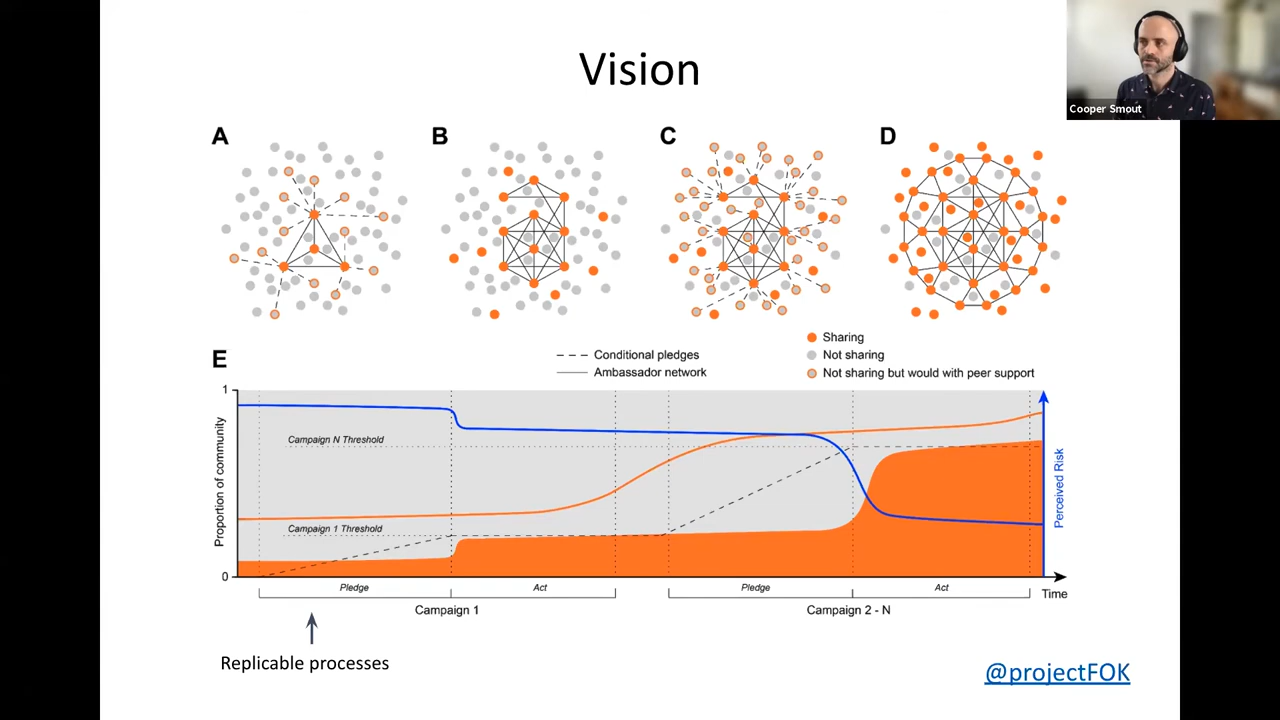 Vision
Cooper Smout
A
B
C
D
E
Conditional pledges
Ambassador network
Sharing
Not sharing
Not sharing but would with peer support
1
Proportion of community
0
Campaign N Threshold
Campaign 1 Threshold
Perceived Risk
Pledge
Act
Pledge
Act
Time
Campaign 1
Campaign 2 - N
Replicable processes
@projectFOK